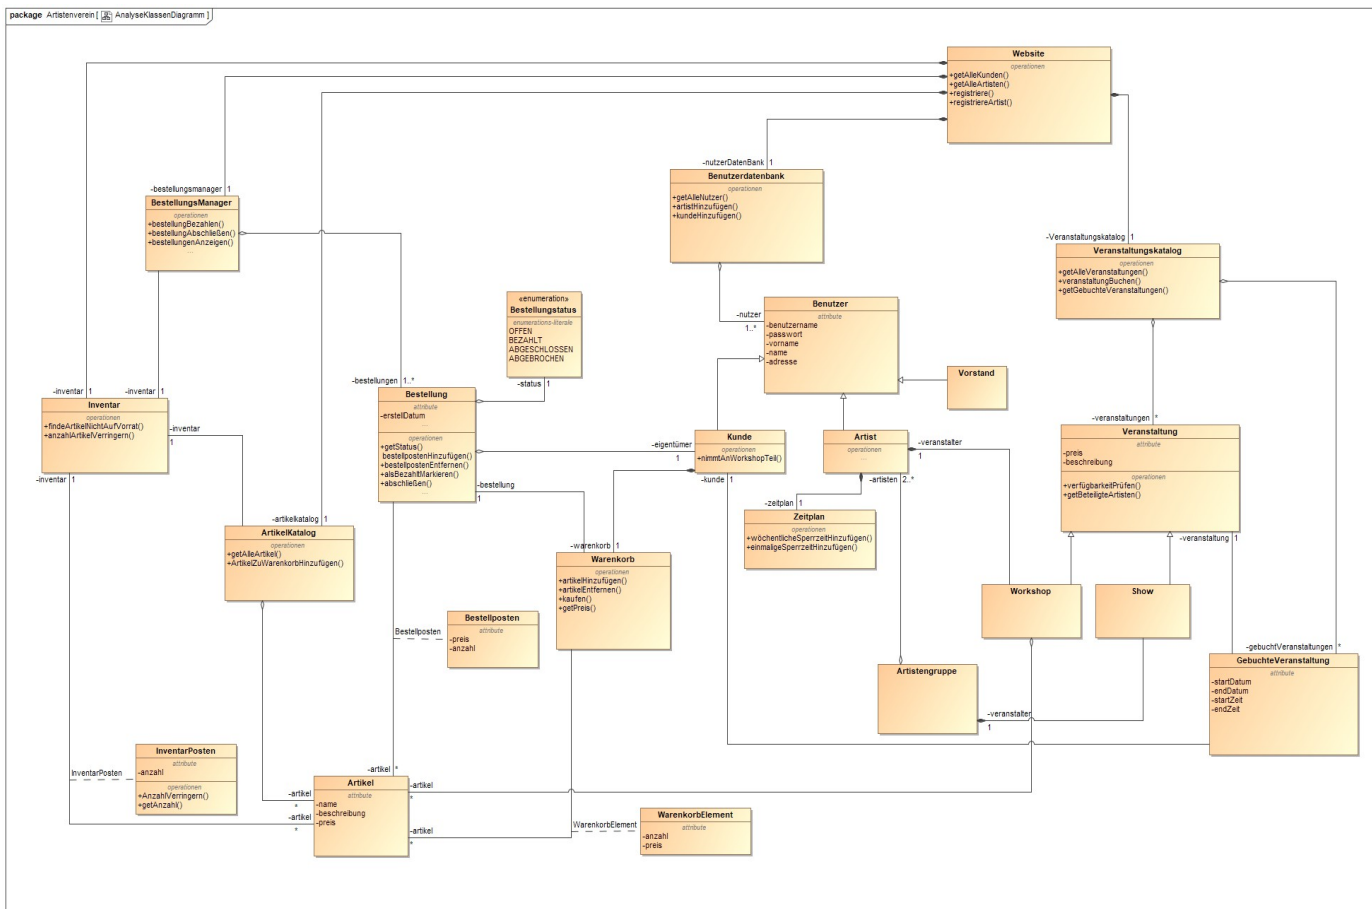 package Artistenverein [ AnalyseKlassenDiagramm ]
Website
operationen
+getAlleKunden()
+getAlleArtisten()
+registriere()
+registriereArtist()
-nutzerDatenBank 1
Benutzerdatenbank
operationen
+getAlleNutzer()
+artistHinzufügen()
+kundeHinzufügen()
-bestellungsmanager 1
BestellungsManager
operationen
+bestellungBezahlen()
+bestellungAbschließen()
+bestellungenAnzeigen()
...
-Veranstaltungskatalog 1
Veranstaltungskatalog
operationen
+getAlleVeranstaltungen()
+veranstaltungBuchen()
+getGebuchteVeranstaltungen()
«enumeration»
Bestellungstatus
enumerations-literale
OFFEN
BEZAHLT
ABGESCHLOSSEN
ABGEBROCHEN
-status 1
-nutzer
1..*
Benutzer
attribute
-benutzername
-passwort
-vorname
-name
-adresse
Vorstand
-bestellungen 1..*
Bestellung
attribute
-erstellDatum
....
operationen
+getStatus()
bestellpostenHinzufügen()
+bestellpostenEntfernen()
+alsBezahltMarkieren()
+abschließen()
...
-inventar 1
-inventar 1
Inventar
operationen
+findeArtikelNichtAufVorrat()
+anzahlArtikelVerringern()
-inventar
1
-inventar
1
-eigentümer
1
Kunde
operationen
+nimmtAnWorkshopTeil()
-kunde 1
Artist
operationen
...
-veranstalter
1
-artisten 2..*
-veranstaltungen *
Veranstaltung
attribute
-preis
-beschreibung
operationen
+verfügbarkeitPrüfen()
+getBeteiligteArtisten()
-veranstaltung 1
-bestellung
1
-zeitplan 1
Zeitplan
operationen
+wöchentlicheSperrzeitHinzufügen()
+einmaligeSperrzeitHinzufügen()
-artikelkatalog 1
ArtikelKatalog
operationen
+getAlleArtikel()
+ArtikelZuWarenkorbHinzufügen()
-warenkorb 1
Warenkorb
operationen
+artikelHinzufügen()
+artikelEntfernen()
+kaufen()
+getPreis()
Workshop
Show
Bestellposten
Bestellposten
attribute
-preis
-anzahl
-gebuchtVeranstaltungen *
GebuchteVeranstaltung
attribute
-startDatum
-endDatum
-startZeit
-endZeit
Artistengruppe
-veranstalter
1
InventarPosten
InventarPosten
attribute
-anzahl
operationen
+AnzahlVerringern()
+getAnzahl()
-artikel *
Artikel
attribute
-name
-beschreibung
-preis
-artikel
*
-artikel
*
-artikel
*
-artikel
*
WarenkorbElement
WarenkorbElement
attribute
-anzahl
-preis